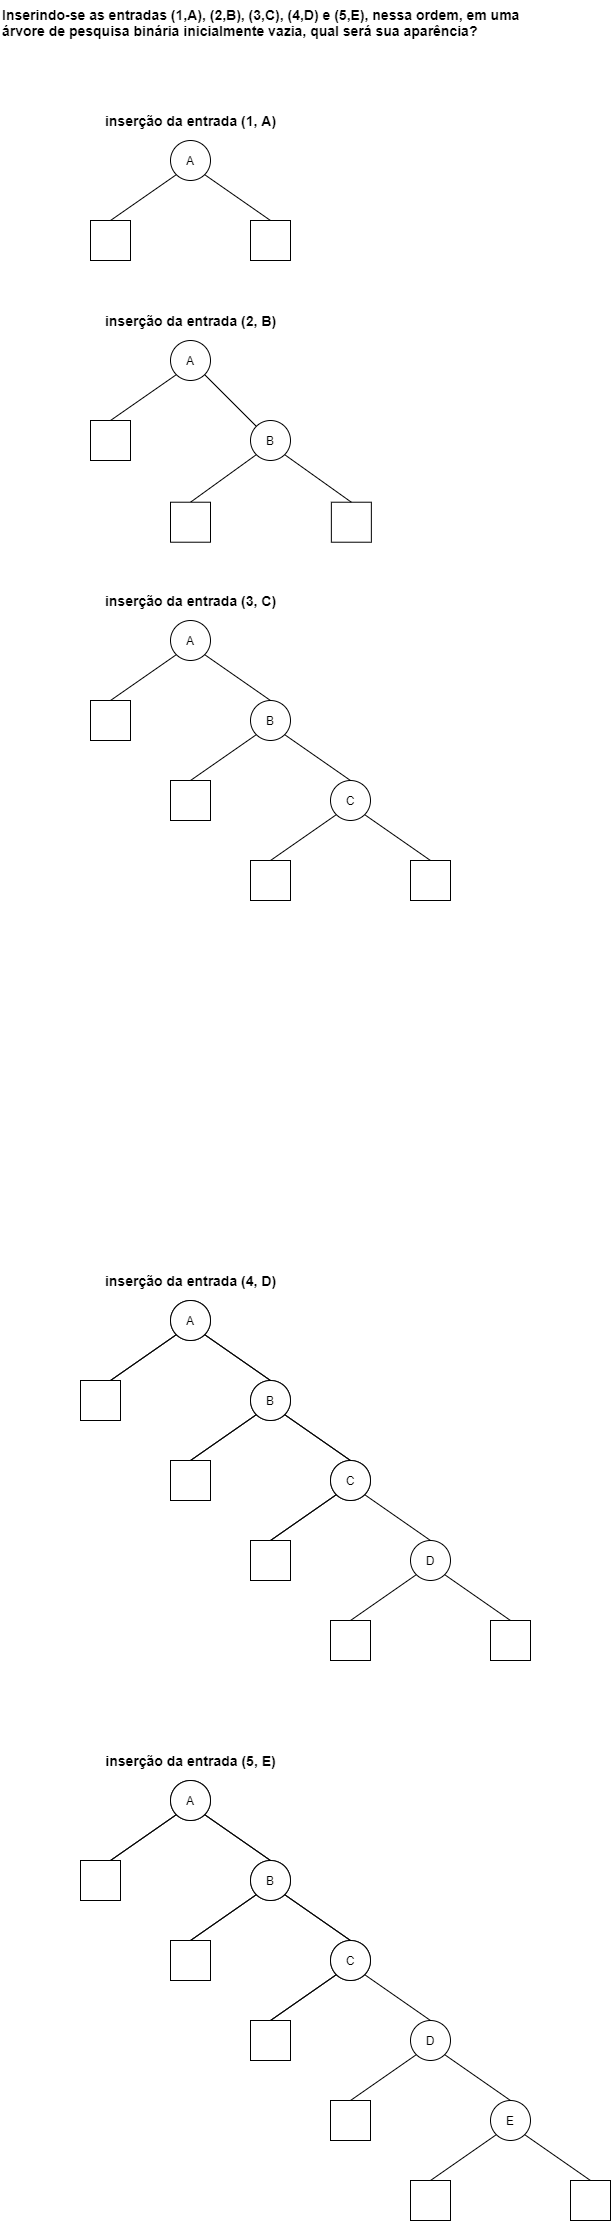 Inserindo-se as entradas (1,A), (2,B), (3,C), (4,D) e (5,E), nessa ordem, em uma
árvore de pesquisa binária inicialmente vazia, qual será sua aparência?
inserção da entrada (1, A)
A
inserção da entrada (2, B)
A
B
inserção da entrada (3, C)
A
B
C
inserção da entrada (4, D)
A
B
C
D
inserção da entrada (5, E)
A
B
C
D
E